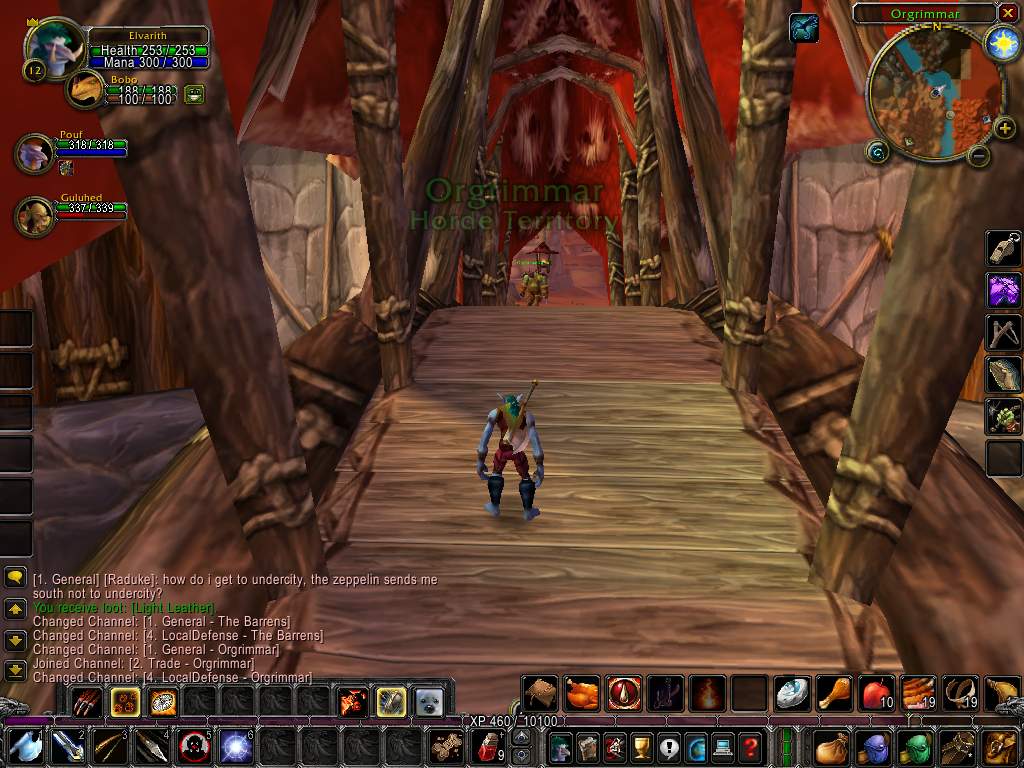 Elvarith
Health 253 / 253
Mana 300 / 300
12
Bobo
188 / 188
100 / 100
Pouf
318 / 318
Guluhed
337 / 339
Orgrimmar
N
Orgrimmar
Horde Territory
[1. General] [Raduke]: how do i get to undercity, the zeppelin sends me
south not to undercity?
You receive loot: [Light Leather]
Changed Channel: [1. General - The Barrens]
Changed Channel: [4. LocalDefense - The Barrens]
Changed Channel: [1. General - Orgrimmar]
Joined Channel: [2. Trade - Orgrimmar]
Changed Channel: [4. LocalDefense - Orgrimmar]
10 19 19
XP 460 / 10100
2 3 4 5 6 9